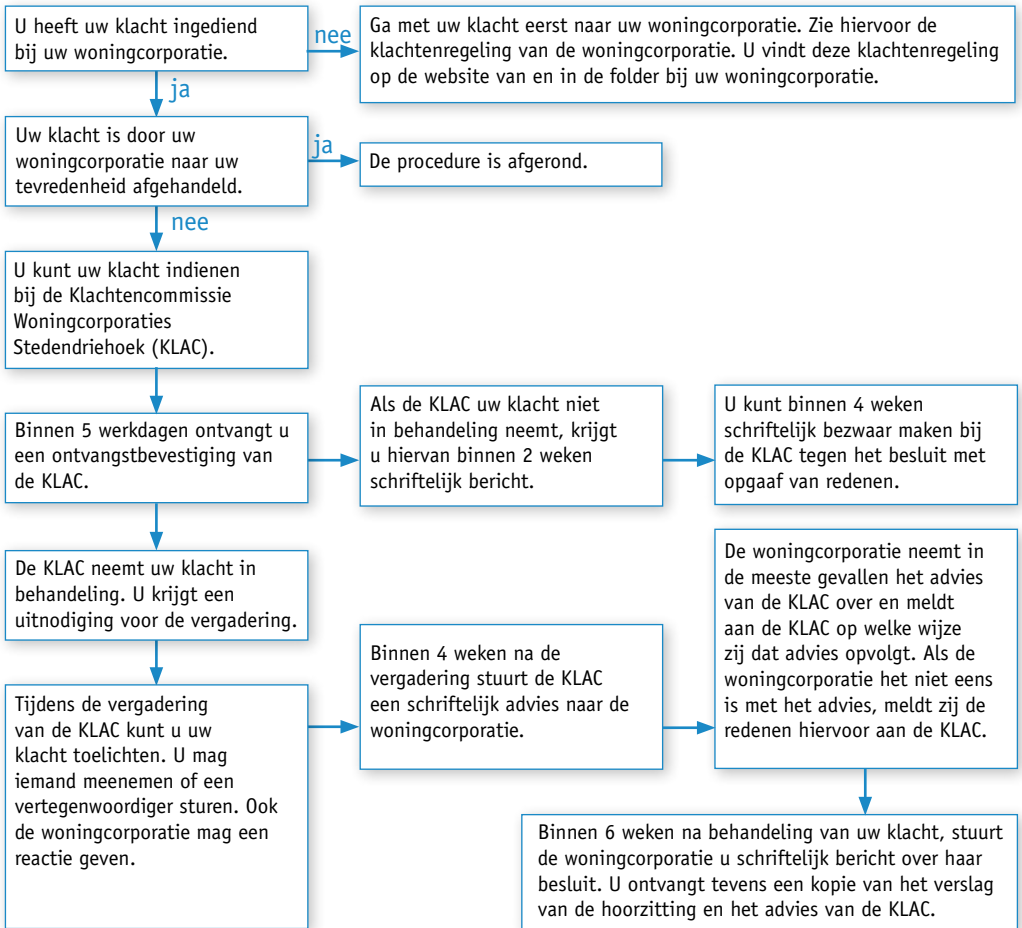 U heeft uw klacht ingediend
bij uw woningcorporatie.
nee
Ga met uw klacht eerst naar uw woningcorporatie. Zie hiervoor de
klachtenregeling van de woningcorporatie. U vindt deze klachtenregeling
op de website van en in de folder bij uw woningcorporatie.
ja
Uw klacht is door uw
woningcorporatie naar uw
tevredenheid afgehandeld.
ja
De procedure is afgerond.
nee
U kunt uw klacht indienen
bij de Klachtencommissie
Woningcorporaties
Stedendriehoek (KLAC).
Binnen 5 werkdagen ontvangt u
een ontvangstbevestiging van
de KLAC.
Als de KLAC uw klacht niet
in behandeling neemt, krijgt
u hiervan binnen 2 weken
schriftelijk bericht.
U kunt binnen 4 weken
schriftelijk bezwaar maken bij
de KLAC tegen het besluit met
opgaaf van redenen.
De KLAC neemt uw klacht in
behandeling. U krijgt een
uitnodiging voor de vergadering.
Tijdens de vergadering
van de KLAC kunt u uw
klacht toelichten. U mag
iemand meenemen of een
vertegenwoordiger sturen. Ook
de woningcorporatie mag een
reactie geven.
Binnen 4 weken na de
vergadering stuurt de KLAC
een schriftelijk advies naar de
woningcorporatie.
De woningcorporatie neemt in
de meeste gevallen het advies
van de KLAC over en meldt
aan de KLAC op welke wijze
zij dat advies opvolgt. Als de
woningcorporatie het niet eens
is met het advies, meldt zij de
redenen hiervoor aan de KLAC.
Binnen 6 weken na behandeling van uw klacht, stuurt
de woningcorporatie u schriftelijk bericht over haar
besluit. U ontvangt tevens een kopie van het verslag
van de hoorzitting en het advies van de KLAC.